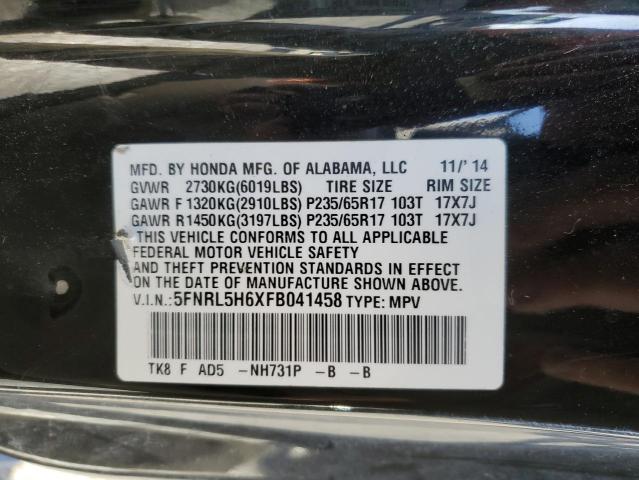 MFD. BY HONDA MFG. OF ALABAMA, LLC 11/'14
GVWR 2730KG(6019LBS) TIRE SIZE RIM SIZE
GAWR F 1320KG(2910LBS) P235/65R17 103T 17X7J
GAWR R1450KG(3197LBS) P235/65R17 103T 17X7J
THIS VEHICLE CONFORMS TO ALL APPLICABLE
FEDERAL MOTOR VEHICLE SAFETY
AND THEFT PREVENTION STANDARDS IN EFFECT
ON THE DATE OF MANUFACTURE SHOWN ABOVE.
V.I.N.:5FNRL5H6XFB041458 TYPE: MPV
TK8 F AD5 -NH731P -B -B